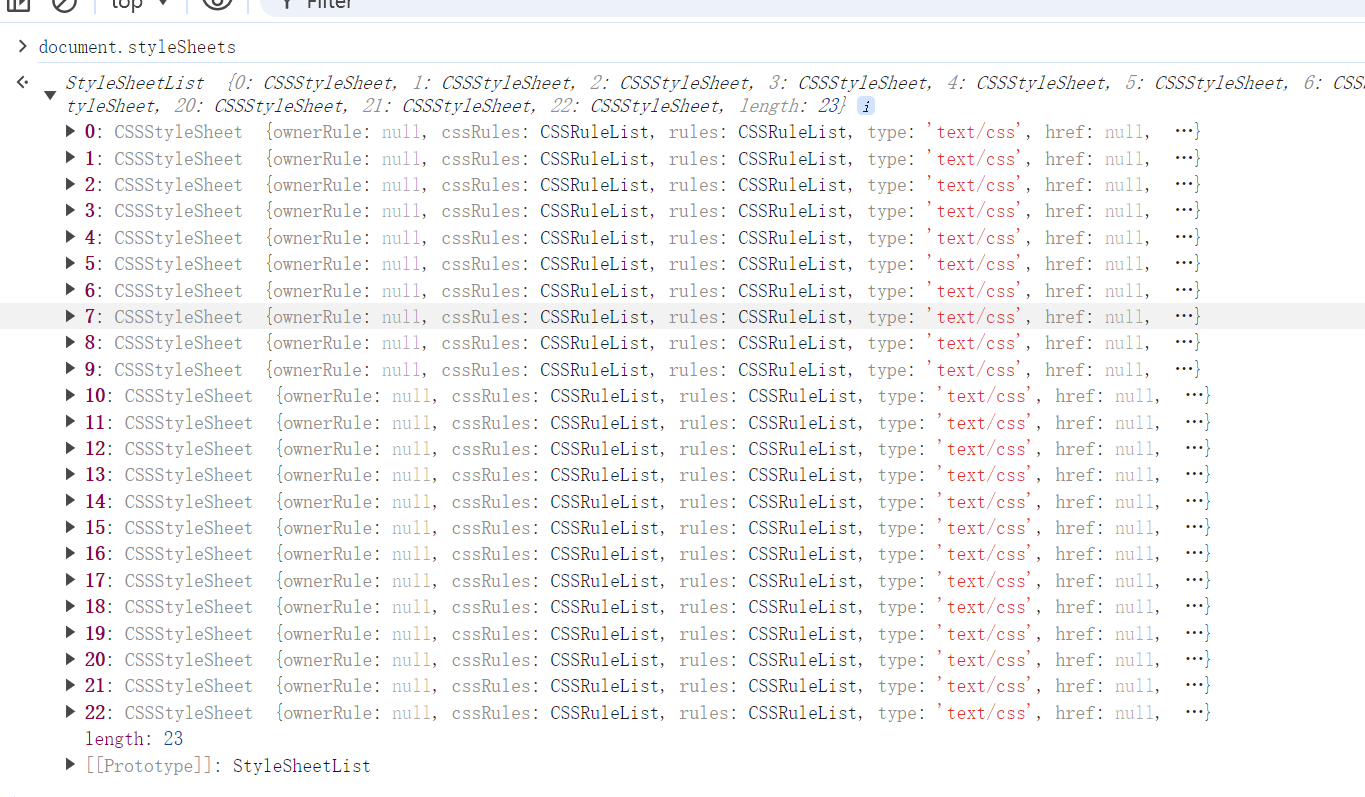 top Filter
document.styleSheets
StyleSheetList {0: CSSStyleSheet, 1: CSSStyleSheet, 2: CSSStyleSheet, 3: CSSStyleSheet, 4: CSSStyleSheet, 5: CSSStyleSheet, 6: CSS
tyleSheet, 20: CSSStyleSheet, 21: CSSStyleSheet, 22: CSSStyleSheet, length: 23} i
0: CSSStyleSheet {ownerRule: null, cssRules: CSSRuleList, rules: CSSRuleList, type: 'text/css', href: null, …}
1: CSSStyleSheet {ownerRule: null, cssRules: CSSRuleList, rules: CSSRuleList, type: 'text/css', href: null, …}
2: CSSStyleSheet {ownerRule: null, cssRules: CSSRuleList, rules: CSSRuleList, type: 'text/css', href: null, …}
3: CSSStyleSheet {ownerRule: null, cssRules: CSSRuleList, rules: CSSRuleList, type: 'text/css', href: null, …}
4: CSSStyleSheet {ownerRule: null, cssRules: CSSRuleList, rules: CSSRuleList, type: 'text/css', href: null, …}
5: CSSStyleSheet {ownerRule: null, cssRules: CSSRuleList, rules: CSSRuleList, type: 'text/css', href: null, …}
6: CSSStyleSheet {ownerRule: null, cssRules: CSSRuleList, rules: CSSRuleList, type: 'text/css', href: null, …}
7: CSSStyleSheet {ownerRule: null, cssRules: CSSRuleList, rules: CSSRuleList, type: 'text/css', href: null, …}
8: CSSStyleSheet {ownerRule: null, cssRules: CSSRuleList, rules: CSSRuleList, type: 'text/css', href: null, …}
9: CSSStyleSheet {ownerRule: null, cssRules: CSSRuleList, rules: CSSRuleList, type: 'text/css', href: null, …}
10: CSSStyleSheet {ownerRule: null, cssRules: CSSRuleList, rules: CSSRuleList, type: 'text/css', href: null, …}
11: CSSStyleSheet {ownerRule: null, cssRules: CSSRuleList, rules: CSSRuleList, type: 'text/css', href: null, …}
12: CSSStyleSheet {ownerRule: null, cssRules: CSSRuleList, rules: CSSRuleList, type: 'text/css', href: null, …}
13: CSSStyleSheet {ownerRule: null, cssRules: CSSRuleList, rules: CSSRuleList, type: 'text/css', href: null, …}
14: CSSStyleSheet {ownerRule: null, cssRules: CSSRuleList, rules: CSSRuleList, type: 'text/css', href: null, …}
15: CSSStyleSheet {ownerRule: null, cssRules: CSSRuleList, rules: CSSRuleList, type: 'text/css', href: null, …}
16: CSSStyleSheet {ownerRule: null, cssRules: CSSRuleList, rules: CSSRuleList, type: 'text/css', href: null, …}
17: CSSStyleSheet {ownerRule: null, cssRules: CSSRuleList, rules: CSSRuleList, type: 'text/css', href: null, …}
18: CSSStyleSheet {ownerRule: null, cssRules: CSSRuleList, rules: CSSRuleList, type: 'text/css', href: null, …}
19: CSSStyleSheet {ownerRule: null, cssRules: CSSRuleList, rules: CSSRuleList, type: 'text/css', href: null, …}
20: CSSStyleSheet {ownerRule: null, cssRules: CSSRuleList, rules: CSSRuleList, type: 'text/css', href: null, …}
21: CSSStyleSheet {ownerRule: null, cssRules: CSSRuleList, rules: CSSRuleList, type: 'text/css', href: null, …}
22: CSSStyleSheet {ownerRule: null, cssRules: CSSRuleList, rules: CSSRuleList, type: 'text/css', href: null, …}
length: 23
[[Prototype]]: StyleSheetList